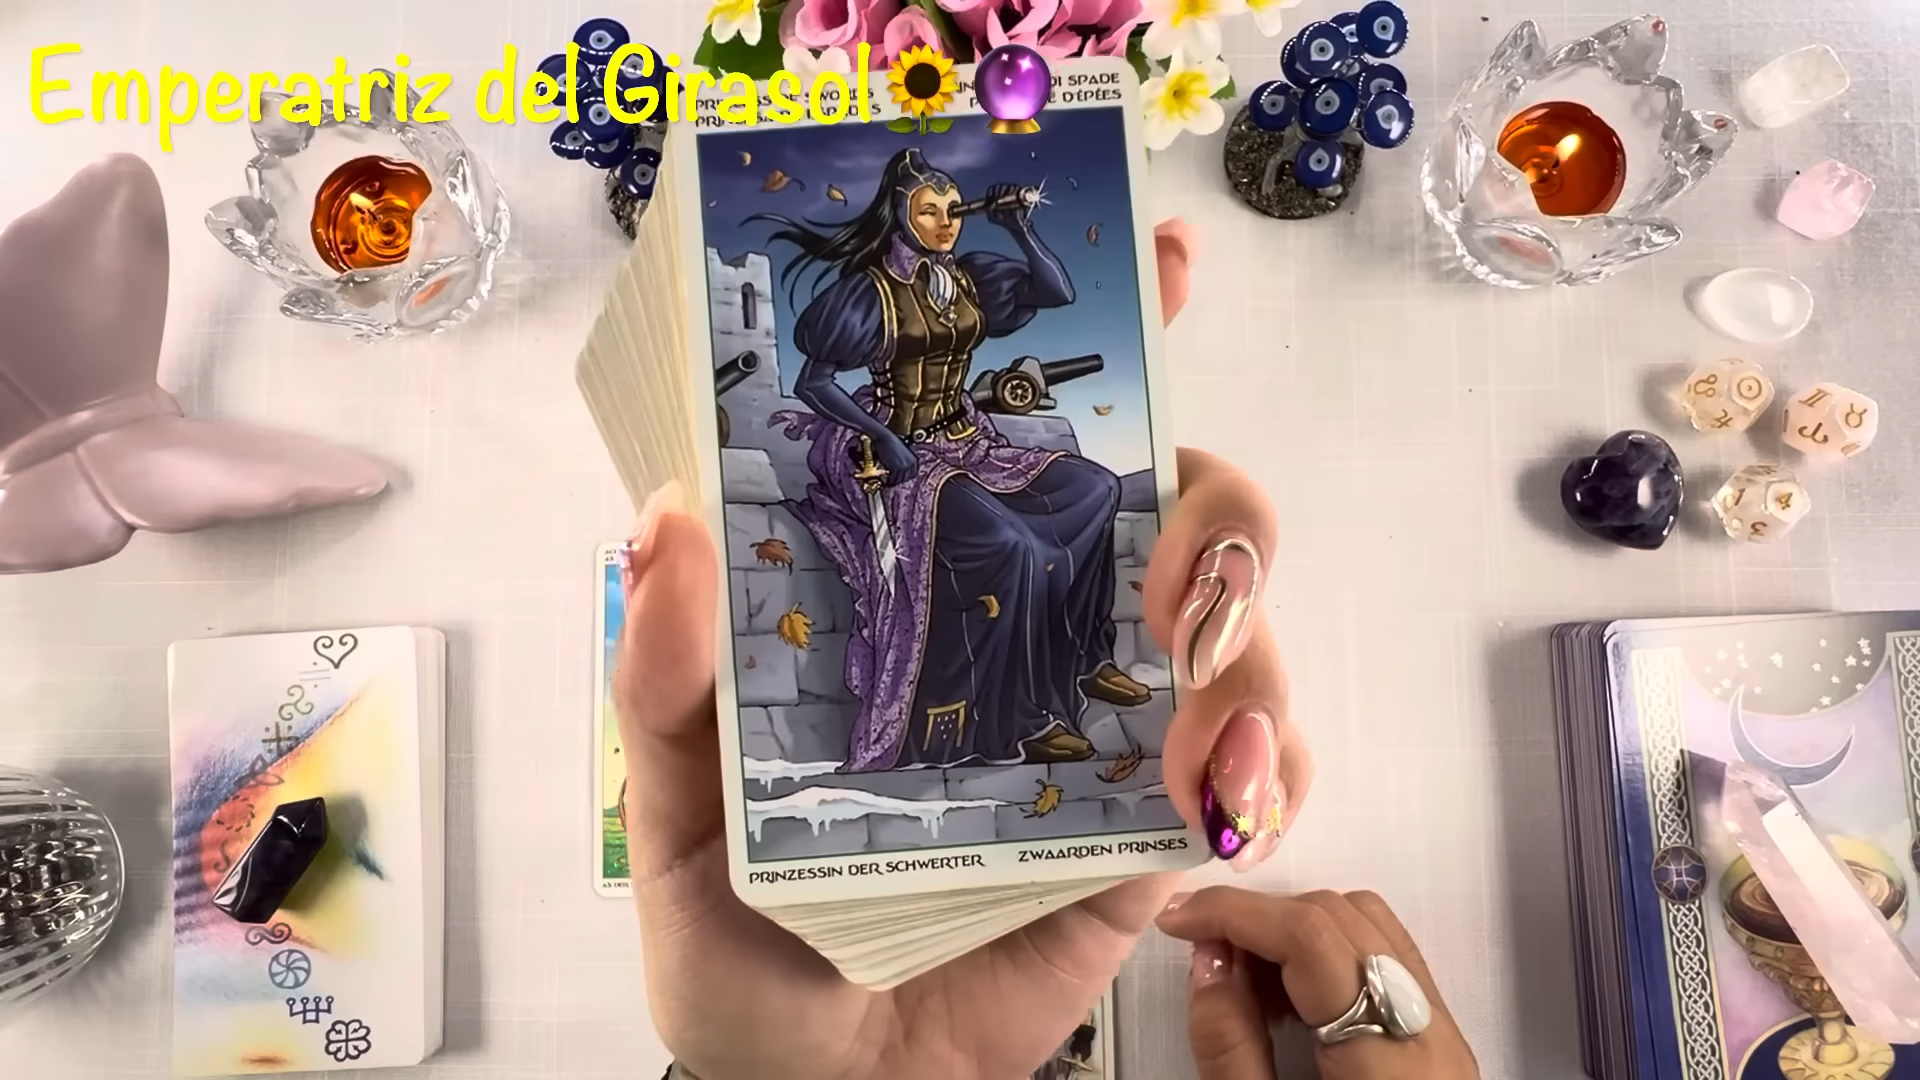 Emperatriz del Girasol🌻🔮
DI SPADE
D'ÉPÉES
PRINZESSIN DER SCHWERTER
ZWAARDEN PRINSES